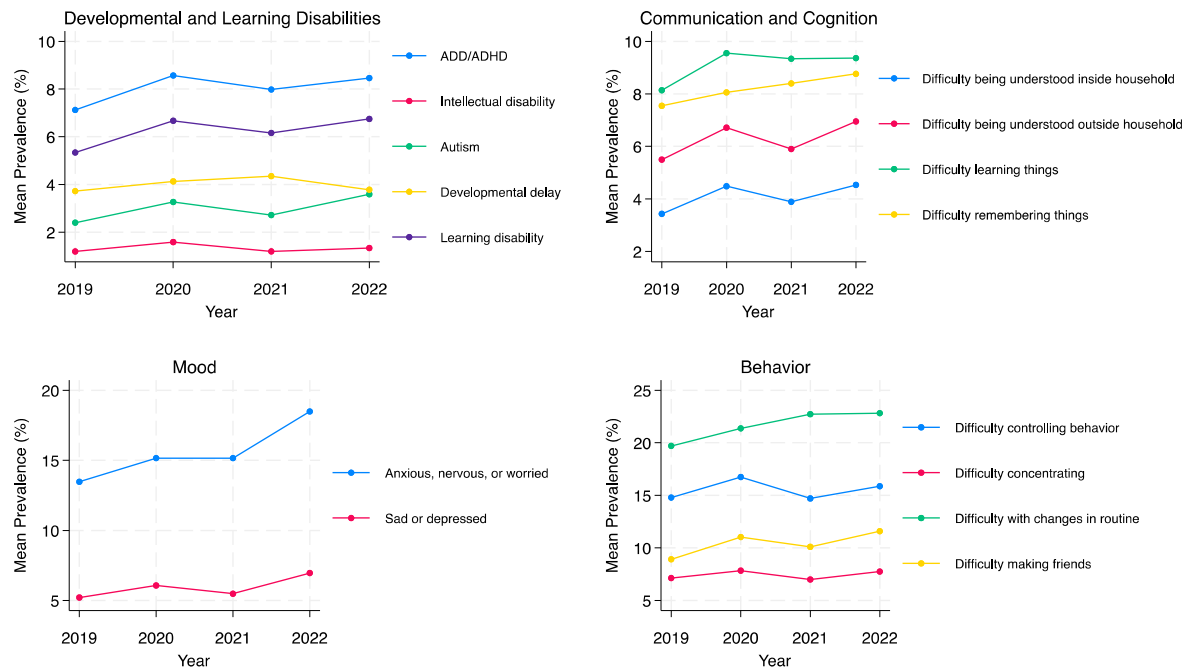 Developmental and Learning Disabilities
Mean Prevalence (%)
10
8
6
4
2
2019 2020 2021 2022
Year
ADD/ADHD
Intellectual disability
Autism
Developmental delay
Learning disability
Communication and Cognition
Mean Prevalence (%)
10
8
6
4
2
2019 2020 2021 2022
Year
Difficulty being understood inside household
Difficulty being understood outside household
Difficulty learning things
Difficulty remembering things
Mood
Mean Prevalence (%)
20
15
10
5
2019 2020 2021 2022
Year
Anxious, nervous, or worried
Sad or depressed
Behavior
Mean Prevalence (%)
25
20
15
10
5
2019 2020 2021 2022
Year
Difficulty controlling behavior
Difficulty concentrating
Difficulty with changes in routine
Difficulty making friends